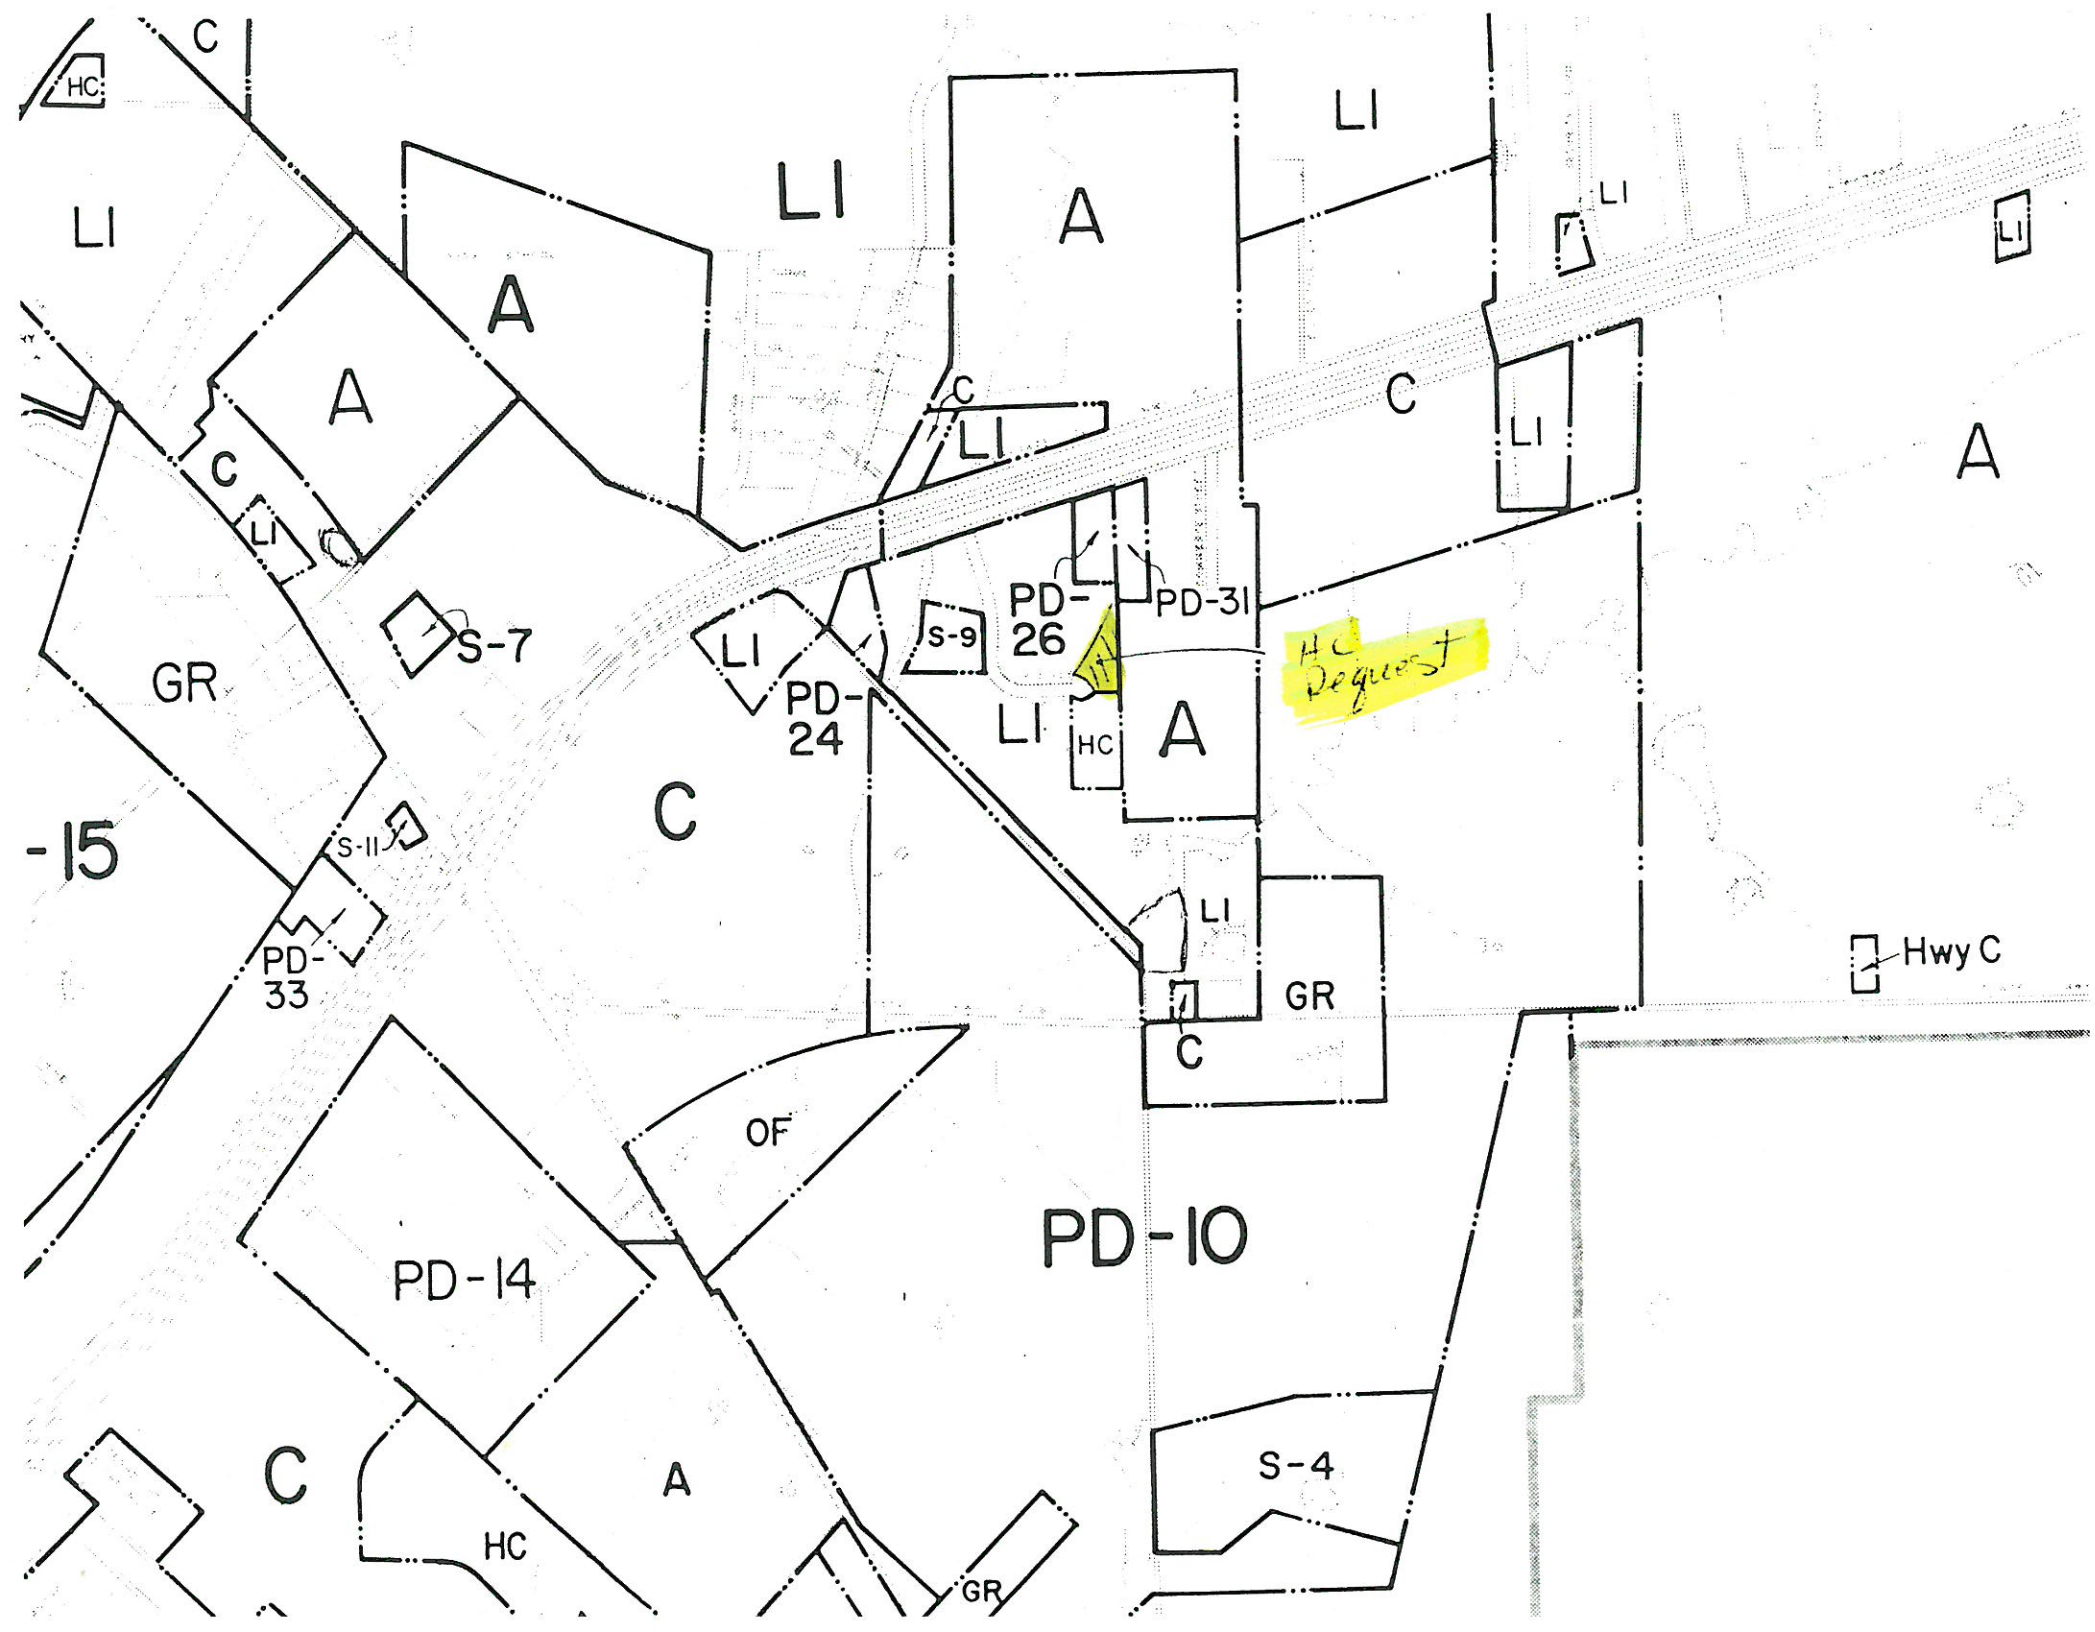 C
HC
LI
LI
A
LI
LI
LI
A
A
C
C
LI
LI
A
C
LI
PD-
26
PD-31
S-7
LI
S-9
HC
Request
GR
PD-
24
LI
HC
A
C
-15
S-11
LI
PD-
33
GR
Hwy C
C
OF
PD-10
PD-14
C
A
S-4
HC
GR